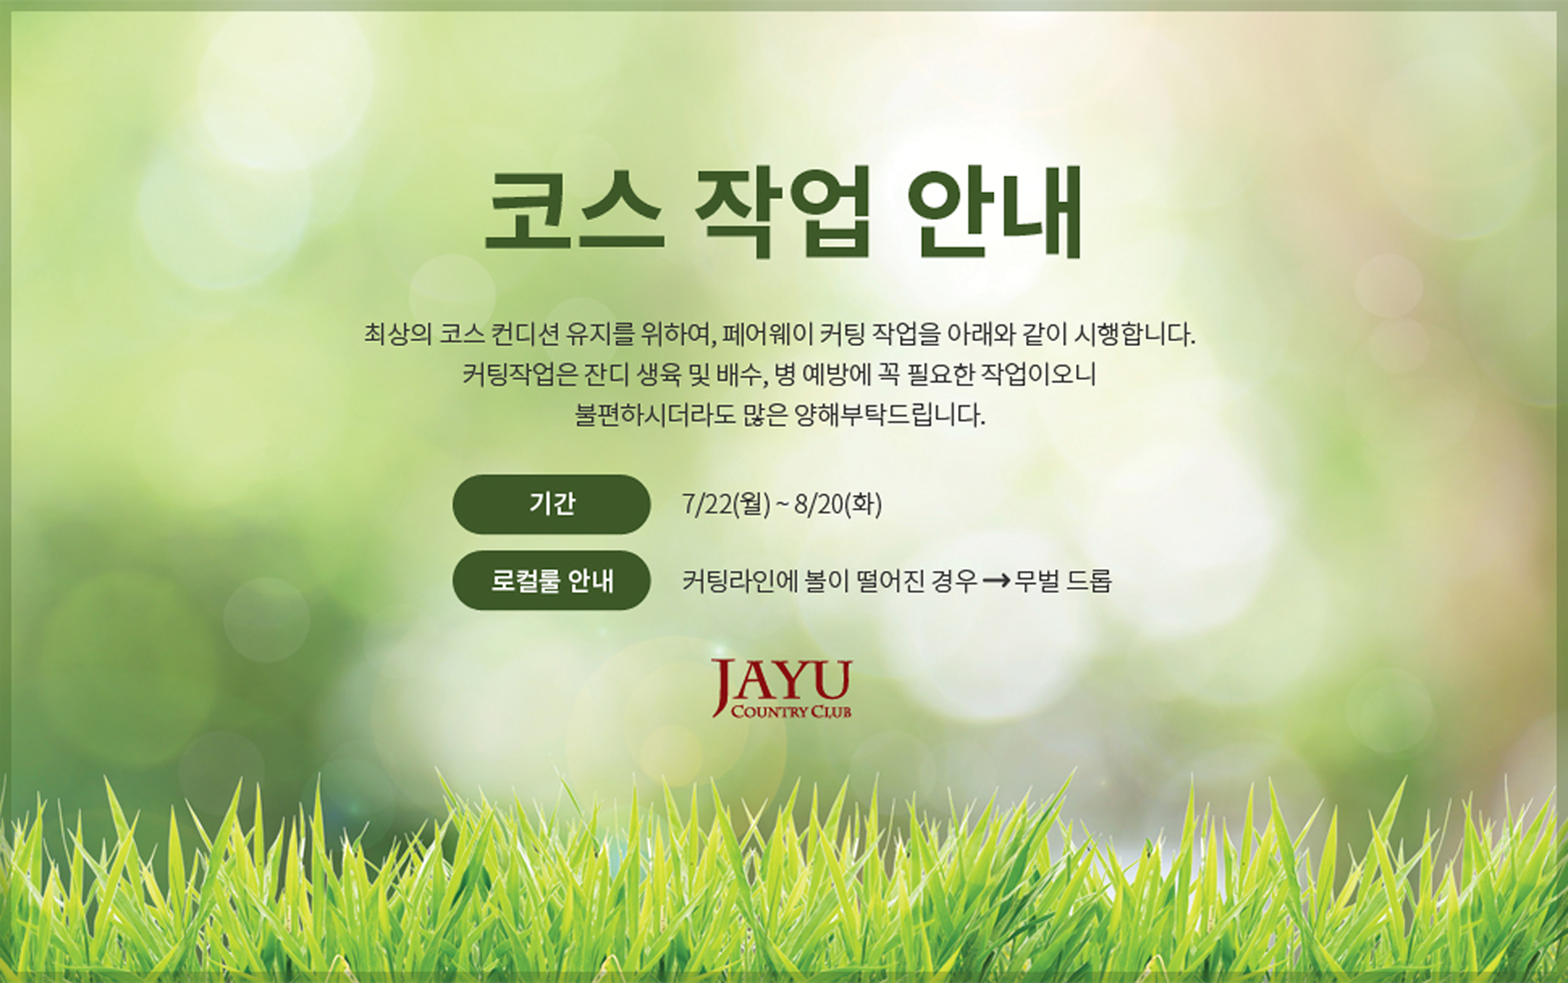 코스 작업 안내
최상의 코스 컨디션 유지를 위하여, 페어웨이 커팅 작업을 아래와 같이 시행합니다.
커팅작업은 잔디 생육 및 배수, 병 예방에 꼭 필요한 작업이오니
불편하시더라도 많은 양해부탁드립니다.
기간 7/22(월) ~ 8/20(화)
로컬룰 안내 커팅라인에 볼이 떨어진 경우 → 무벌 드롭
JAYU
COUNTRY CLUB